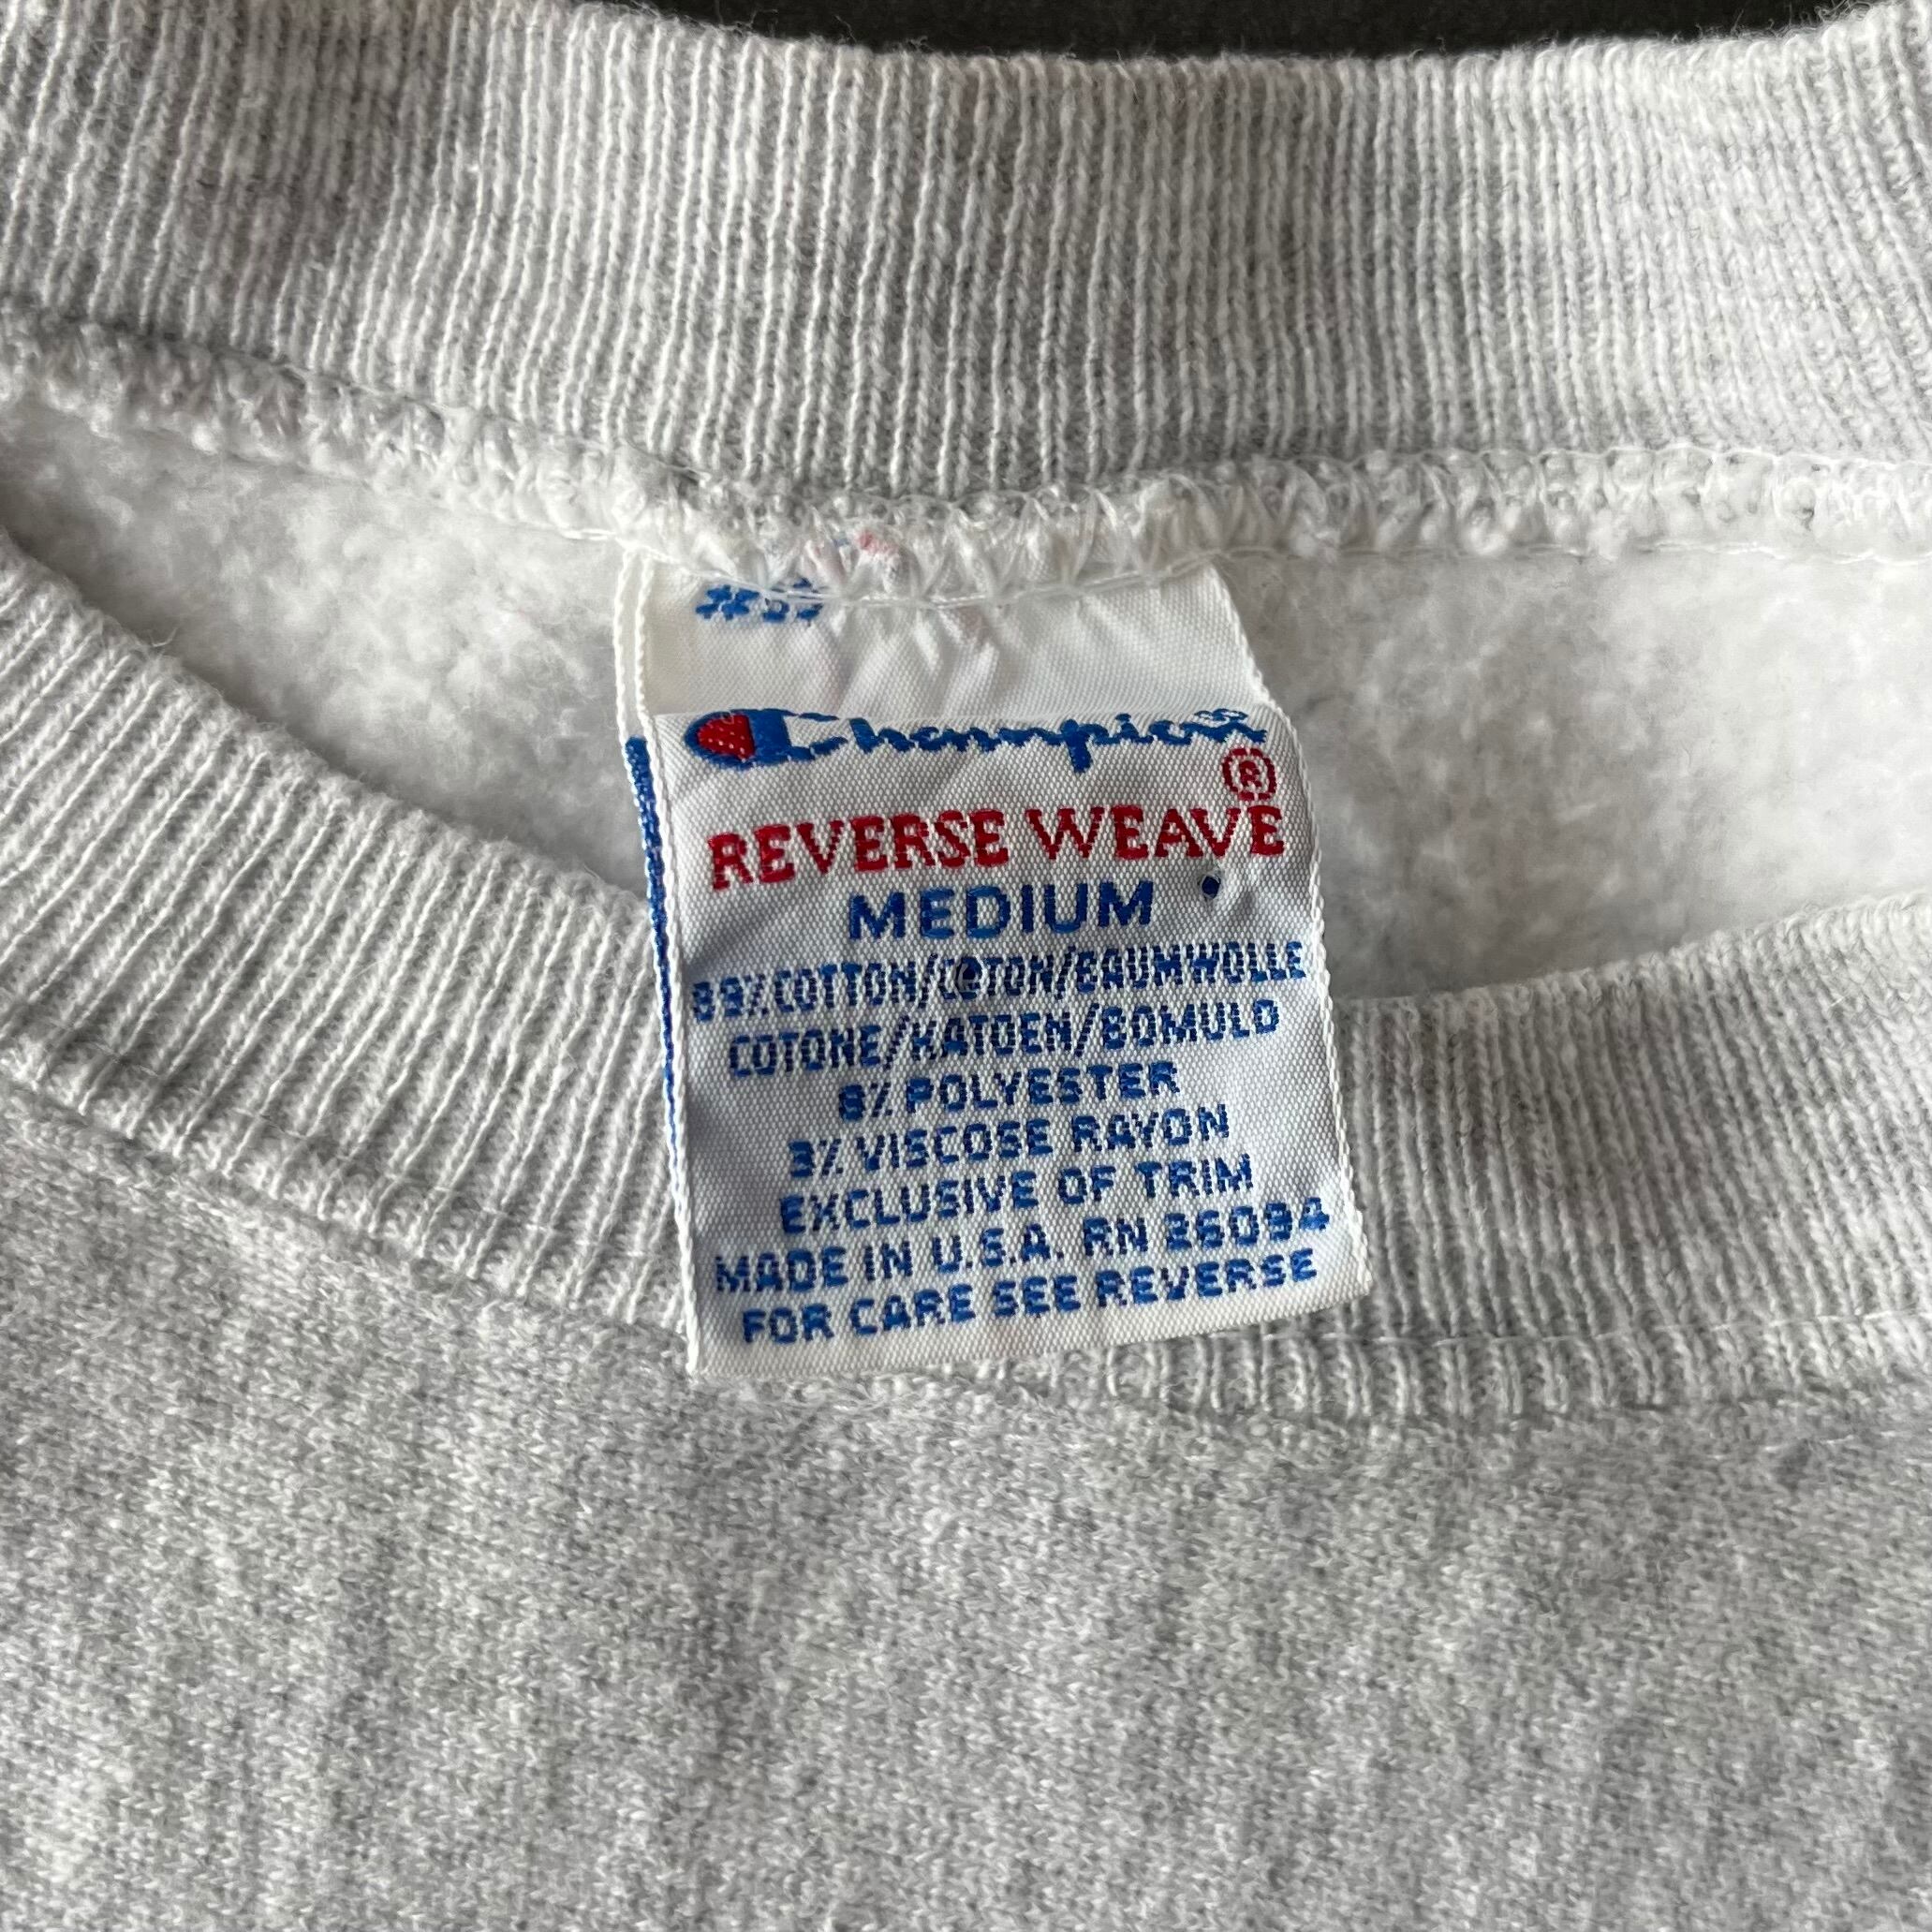 Champion
®
REVERSE WEAVE
MEDIUM
89% COTTON/COTON/BAUMWOLLE
COTONE/KATOEN/BOMULD
8% POLYESTER
3% VISCOSE RAYON
EXCLUSIVE OF TRIM
MADE IN U.S.A. RN 26094
FOR CARE SEE REVERSE